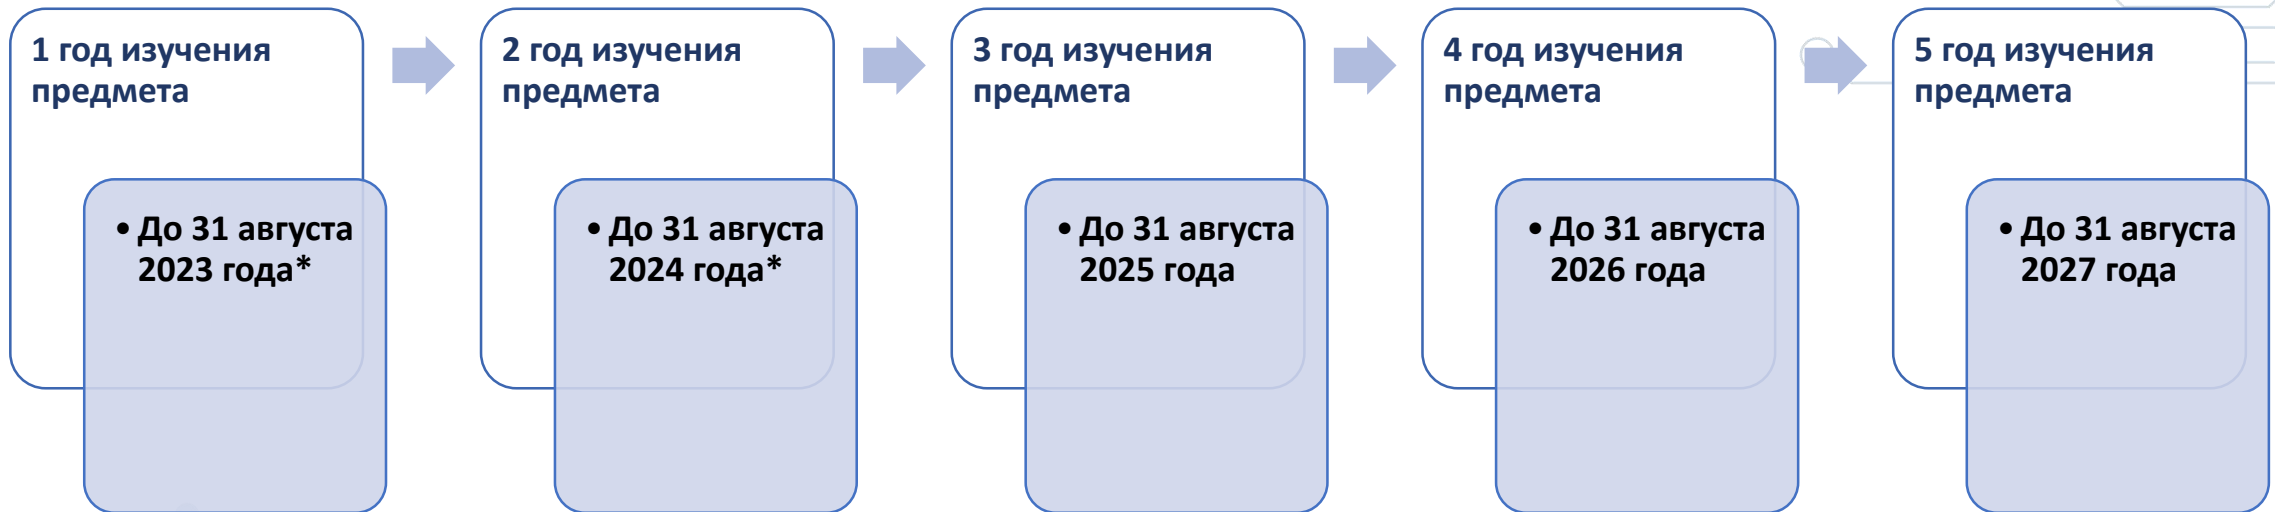 1 год изучения
предмета
• До 31 августа
2023 года*
2 год изучения
предмета
• До 31 августа
2024 года*
3 год изучения
предмета
• До 31 августа
2025 года
4 год изучения
предмета
• До 31 августа
2026 года
5 год изучения
предмета
• До 31 августа
2027 года